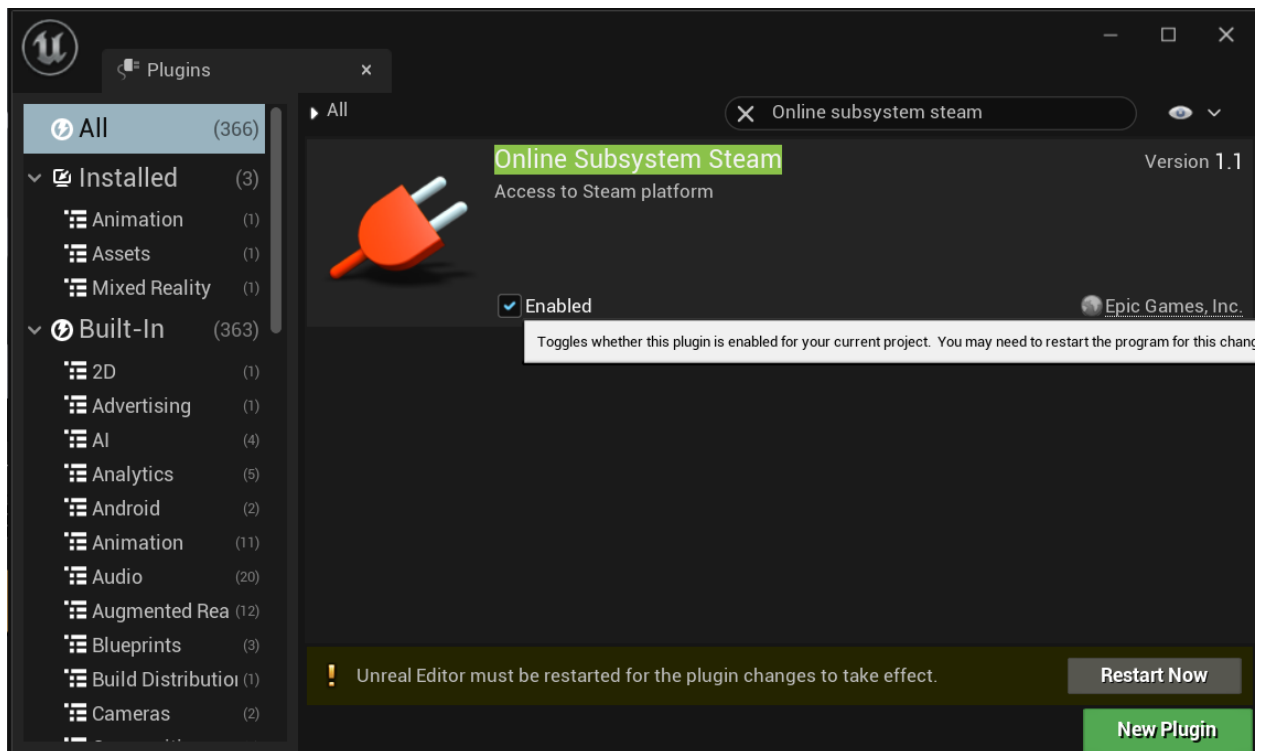 Plugins
All (366)
Installed (3)
Animation (1)
Assets (1)
Mixed Reality (1)
Built-In (363)
2D (1)
Advertising (1)
AI (4)
Analytics (5)
Android (2)
Animation (11)
Audio (20)
Augmented Rea (12)
Blueprints (3)
Build Distribution (1)
Cameras (2)
All
Online subsystem steam
Online Subsystem Steam
Version 1.1
Access to Steam platform
Enabled
Epic Games, Inc.
Toggles whether this plugin is enabled for your current project. You may need to restart the program for this chang
Unreal Editor must be restarted for the plugin changes to take effect.
Restart Now
New Plugin